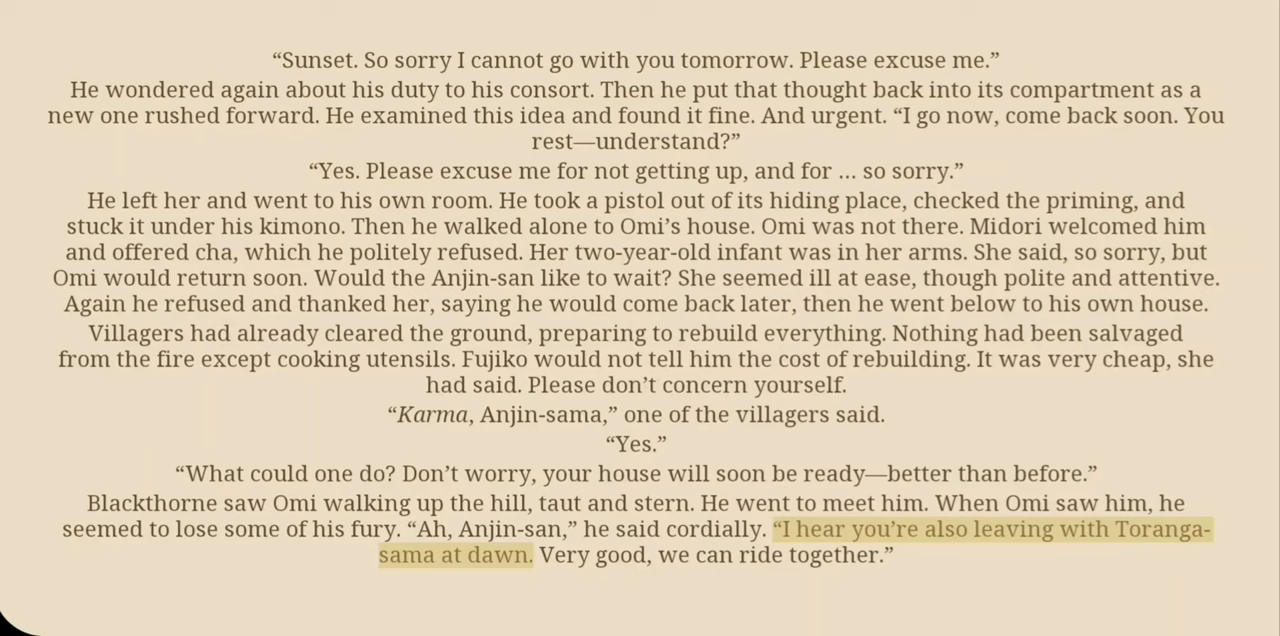 “Sunset. So sorry I cannot go with you tomorrow. Please excuse me.”
He wondered again about his duty to his consort. Then he put that thought back into its compartment as a
new one rushed forward. He examined this idea and found it fine. And urgent. “I go now, come back soon. You
rest—understand?”
“Yes. Please excuse me for not getting up, and for ... so sorry.”
He left her and went to his own room. He took a pistol out of its hiding place, checked the priming, and
stuck it under his kimono. Then he walked alone to Omi’s house. Omi was not there. Midori welcomed him
and offered cha, which he politely refused. Her two-year-old infant was in her arms. She said, so sorry, but
Omi would return soon. Would the Anjin-san like to wait? She seemed ill at ease, though polite and attentive.
Again he refused and thanked her, saying he would come back later, then he went below to his own house.
Villagers had already cleared the ground, preparing to rebuild everything. Nothing had been salvaged
from the fire except cooking utensils. Fujiko would not tell him the cost of rebuilding. It was very cheap, she
had said. Please don’t concern yourself.
“Karma, Anjin-sama,” one of the villagers said.
“Yes.”
“What could one do? Don’t worry, your house will soon be ready—better than before.”
Blackthorne saw Omi walking up the hill, taut and stern. He went to meet him. When Omi saw him, he
seemed to lose some of his fury. “Ah, Anjin-san,” he said cordially. “I hear you’re also leaving with Toranga-
sama at dawn. Very good, we can ride together.”